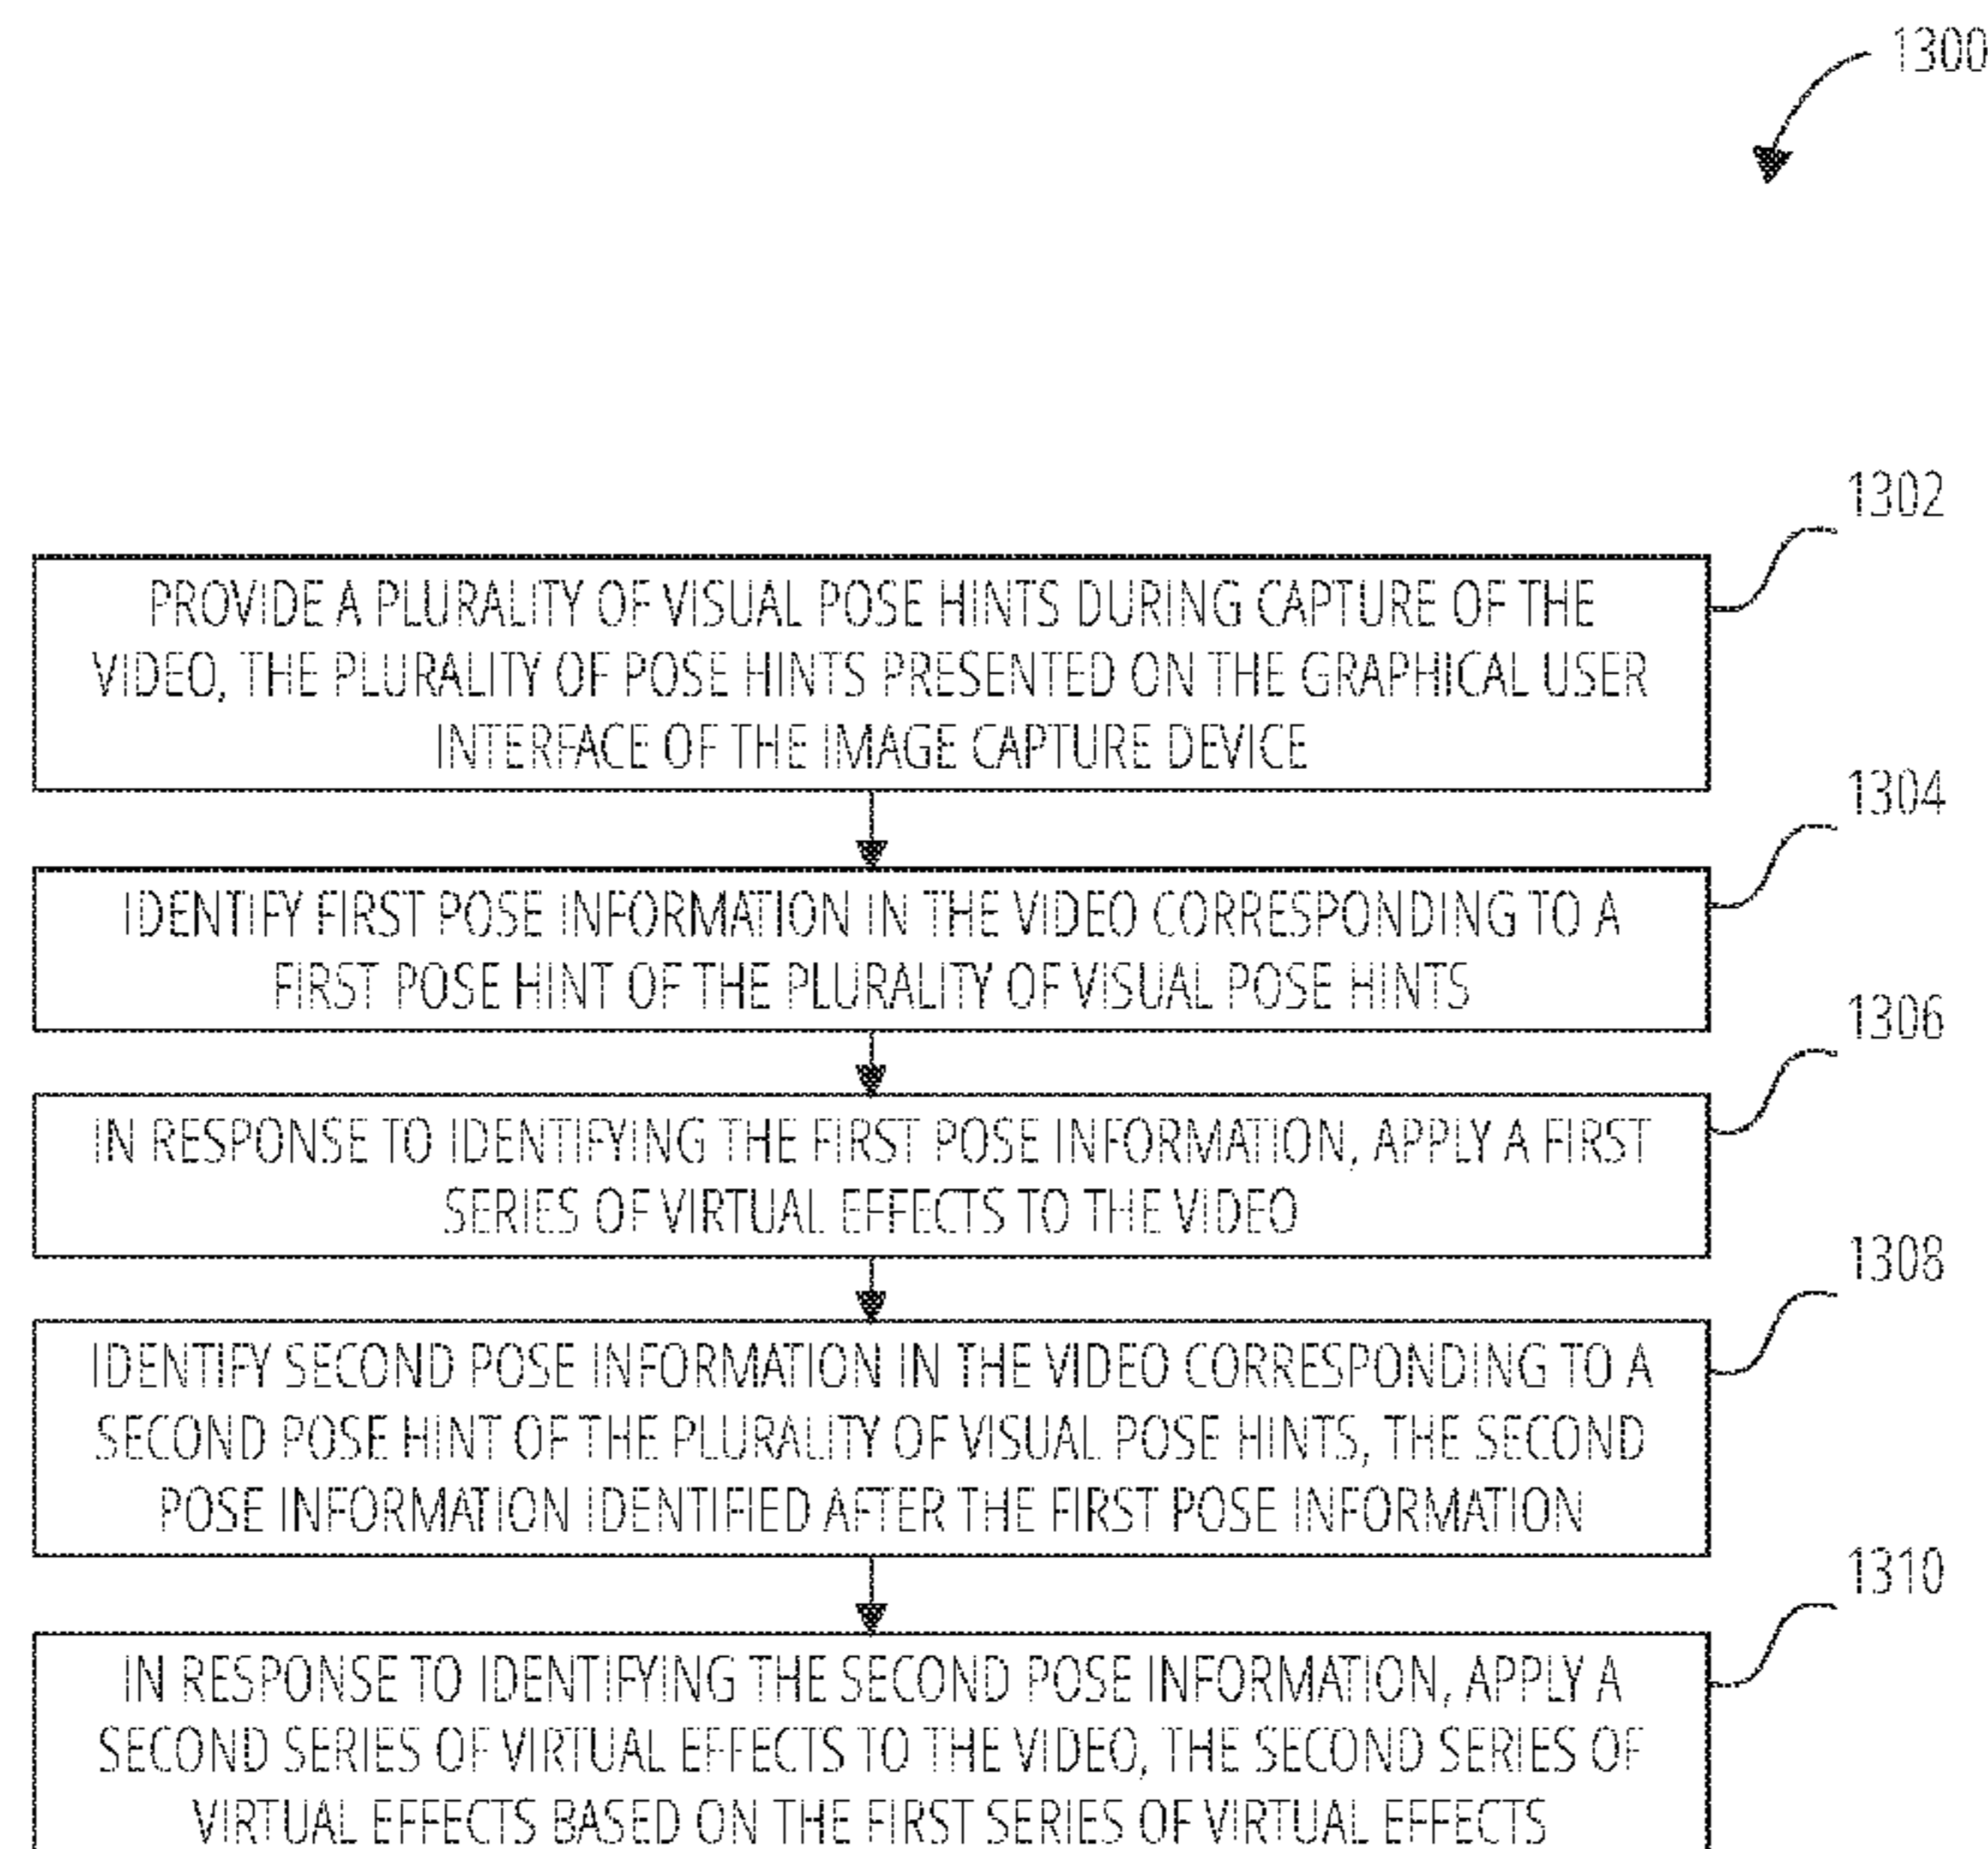 1300
1302
PROVIDE A PLURALITY OF VISUAL POSE HINTS DURING CAPTURE OF THE
VIDEO, THE PLURALITY OF POSE HINTS PRESENTED ON THE GRAPHICAL USER
INTERFACE OF THE IMAGE CAPTURE DEVICE
1304
IDENTIFY FIRST POSE INFORMATION IN THE VIDEO CORRESPONDING TO A
FIRST POSE HINT OF THE PLURALITY OF VISUAL POSE HINTS
1306
IN RESPONSE TO IDENTIFYING THE FIRST POSE INFORMATION, APPLY A FIRST
SERIES OF VIRTUAL EFFECTS TO THE VIDEO
1308
IDENTIFY SECOND POSE INFORMATION IN THE VIDEO CORRESPONDING TO A
SECOND POSE HINT OF THE PLURALITY OF VISUAL POSE HINTS, THE SECOND
POSE INFORMATION IDENTIFIED AFTER THE FIRST POSE INFORMATION
1310
IN RESPONSE TO IDENTIFYING THE SECOND POSE INFORMATION, APPLY A
SECOND SERIES OF VIRTUAL EFFECTS TO THE VIDEO, THE SECOND SERIES OF
VIRTUAL EFFECTS BASED ON THE FIRST SERIES OF VIRTUAL EFFECTS